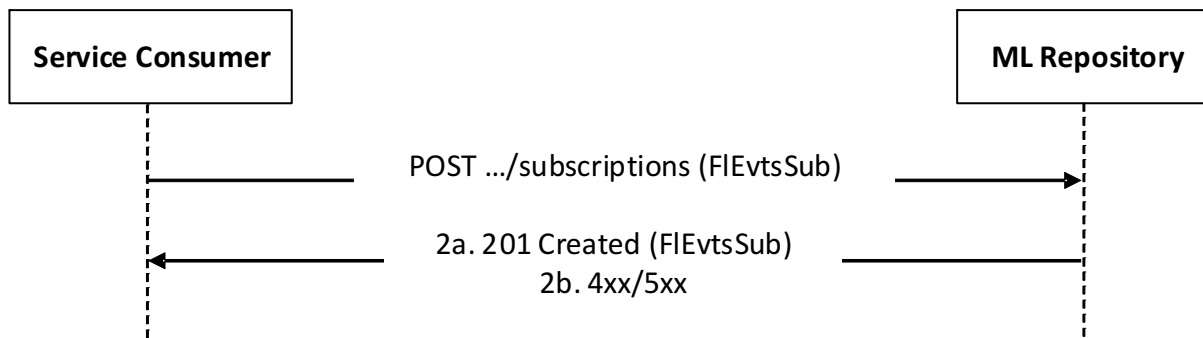 Service Consumer
ML Repository
POST .../subscriptions (FlEvtsSub)
2a. 201 Created (FlEvtsSub)
2b. 4xx/5xx